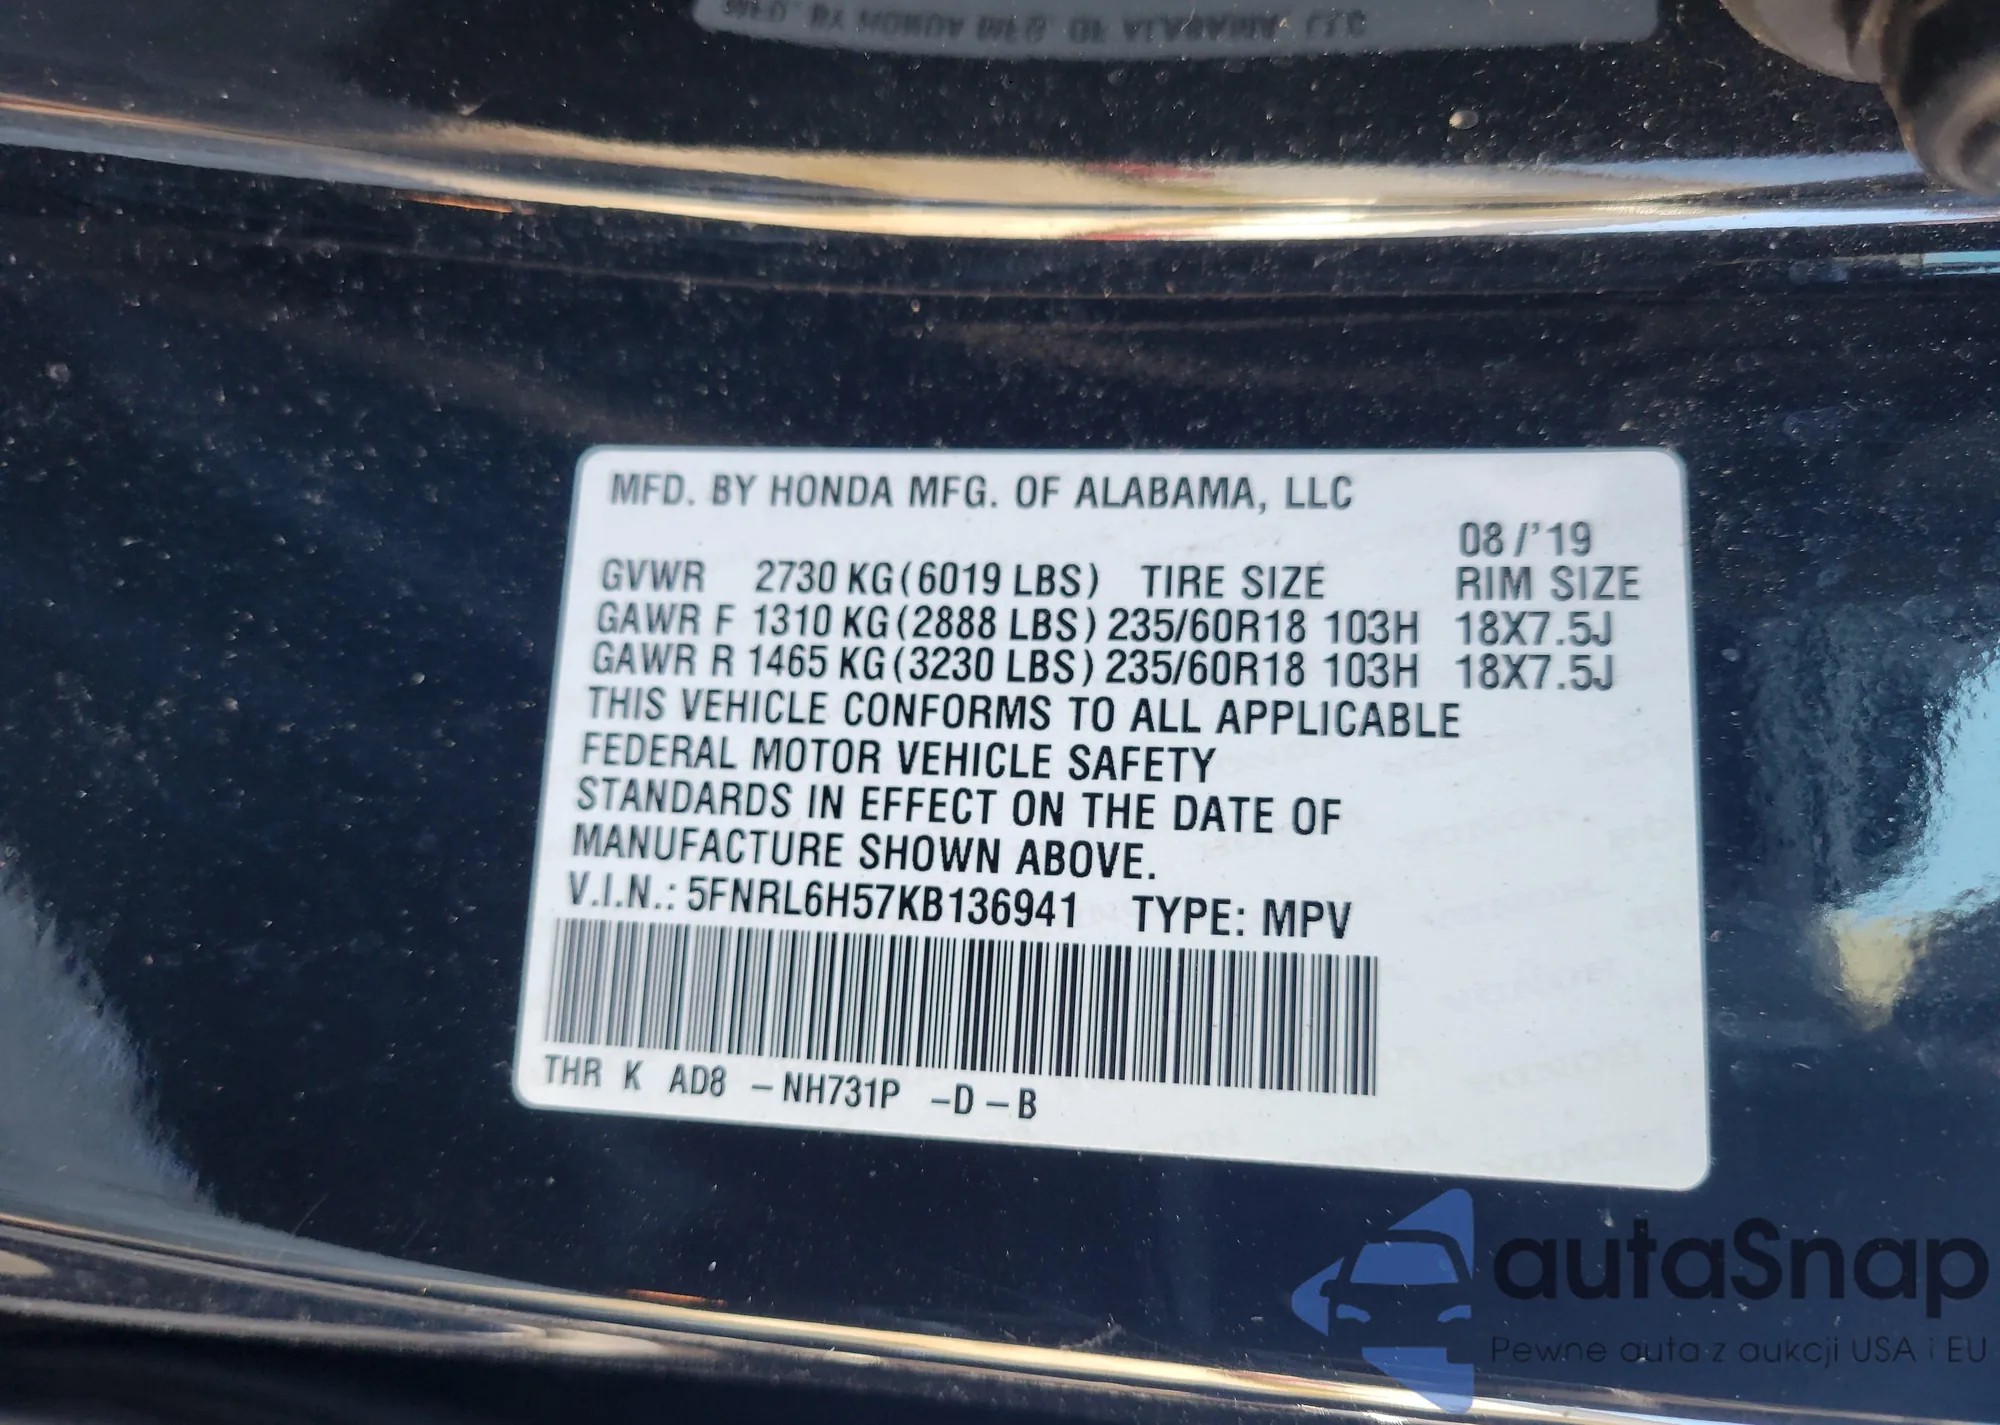 MFD. BY HONDA MFG. OF ALABAMA, LLC
08/'19
GVWR 2730 KG(6019 LBS) TIRE SIZE RIM SIZE
GAWR F 1310 KG(2888 LBS) 235/60R18 103H 18X7.5J
GAWR R 1465 KG(3230 LBS) 235/60R18 103H 18X7.5J
THIS VEHICLE CONFORMS TO ALL APPLICABLE
FEDERAL MOTOR VEHICLE SAFETY
STANDARDS IN EFFECT ON THE DATE OF
MANUFACTURE SHOWN ABOVE.
V.I.N.: 5FNRL6H57KB136941 TYPE: MPV
THR K AD8 -NH731P -D-B
autaSnap
Pewne auta z aukcji USA i EU